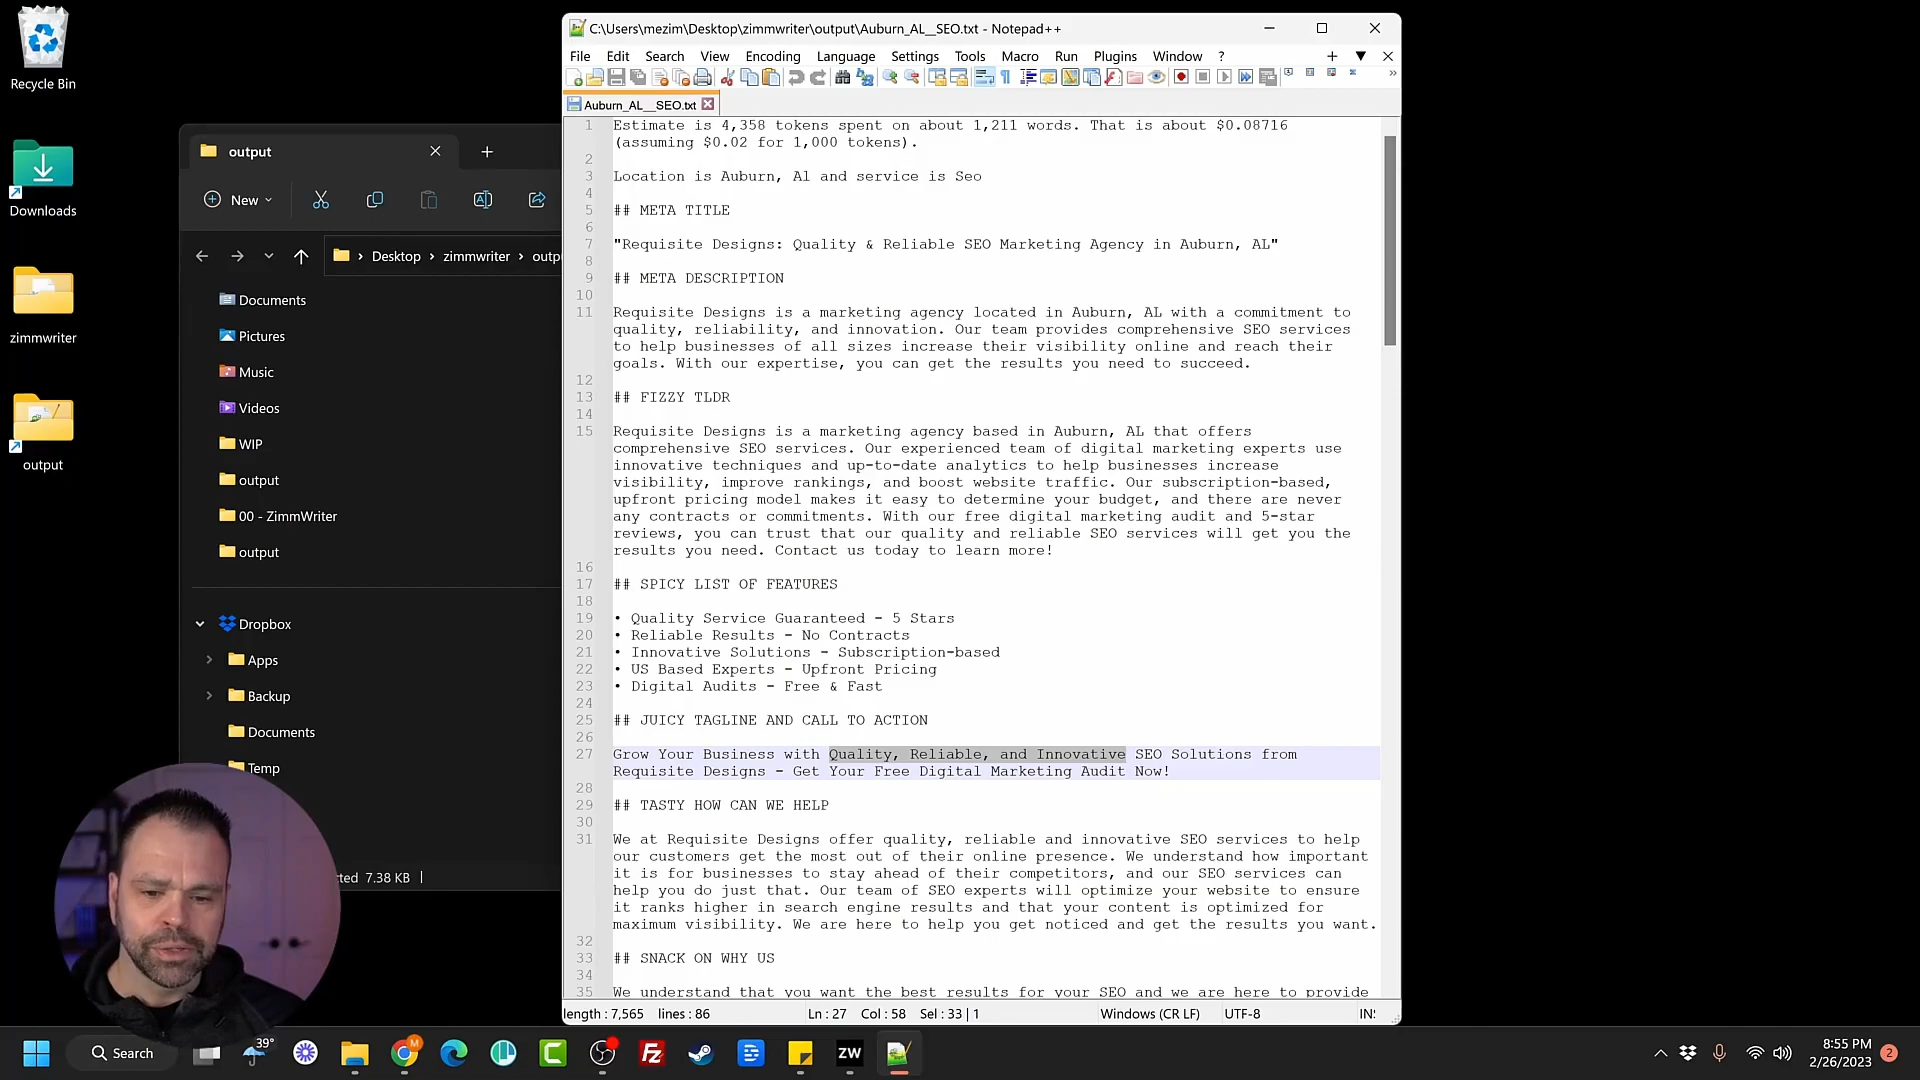 Recycle Bin
Downloads
zimmwriter
output
output
New
Desktop
zimmwriter
outp
Documents
Pictures
Music
Videos
WIP
output
00 - ZimmWriter
output
Dropbox
Apps
Backup
Documents
Temp
7.38 KB
C:\Users\mezim\Desktop\zimmwriter\output\Auburn_AL__SEO.txt - Notepad++
File Edit Search View Encoding Language Settings Tools Macro Run Plugins Window ?
Auburn_AL__SEO.txt
1 Estimate is 4,358 tokens spent on about 1,211 words. That is about $0.08716
(assuming $0.02 for 1,000 tokens).
2
3 Location is Auburn, Al and service is Seo
4
5 ## META TITLE
6
7 "Requisite Designs: Quality & Reliable SEO Marketing Agency in Auburn, AL"
8
9 ## META DESCRIPTION
10
11 Requisite Designs is a marketing agency located in Auburn, AL with a commitment to
quality, reliability, and innovation. Our team provides comprehensive SEO services
to help businesses of all sizes increase their visibility online and reach their
goals. With our expertise, you can get the results you need to succeed.
12
13 ## FIZZY TLDR
14
15 Requisite Designs is a marketing agency based in Auburn, AL that offers
comprehensive SEO services. Our experienced team of digital marketing experts use
innovative techniques and up-to-date analytics to help businesses increase
visibility, improve rankings, and boost website traffic. Our subscription-based,
upfront pricing model makes it easy to determine your budget, and there are never
any contracts or commitments. With our free digital marketing audit and 5-star
reviews, you can trust that our quality and reliable SEO services will get you the
results you need. Contact us today to learn more!
16
17 ## SPICY LIST OF FEATURES
18
19 • Quality Service Guaranteed - 5 Stars
20 • Reliable Results - No Contracts
21 • Innovative Solutions - Subscription-based
22 • US Based Experts - Upfront Pricing
23 • Digital Audits - Free & Fast
24
25 ## JUICY TAGLINE AND CALL TO ACTION
26
27 Grow Your Business with Quality, Reliable, and Innovative SEO Solutions from
Requisite Designs - Get Your Free Digital Marketing Audit Now!
28
29 ## TASTY HOW CAN WE HELP
30
31 We at Requisite Designs offer quality, reliable and innovative SEO services to help
our customers get the most out of their online presence. We understand how important
it is for businesses to stay ahead of their competitors, and our SEO services can
help you do just that. Our team of SEO experts will optimize your website to ensure
it ranks higher in search engine results and that your content is optimized for
maximum visibility. We are here to help you get noticed and get the results you want.
32
33 ## SNACK ON WHY US
34
35 We understand that you want the best results for your SEO and we are here to provide
length : 7,565 lines : 86 Ln : 27 Col : 58 Sel : 33 | 1 Windows (CR LF) UTF-8
Search
39°
M
ZW
8:55 PM
2/26/2023
2